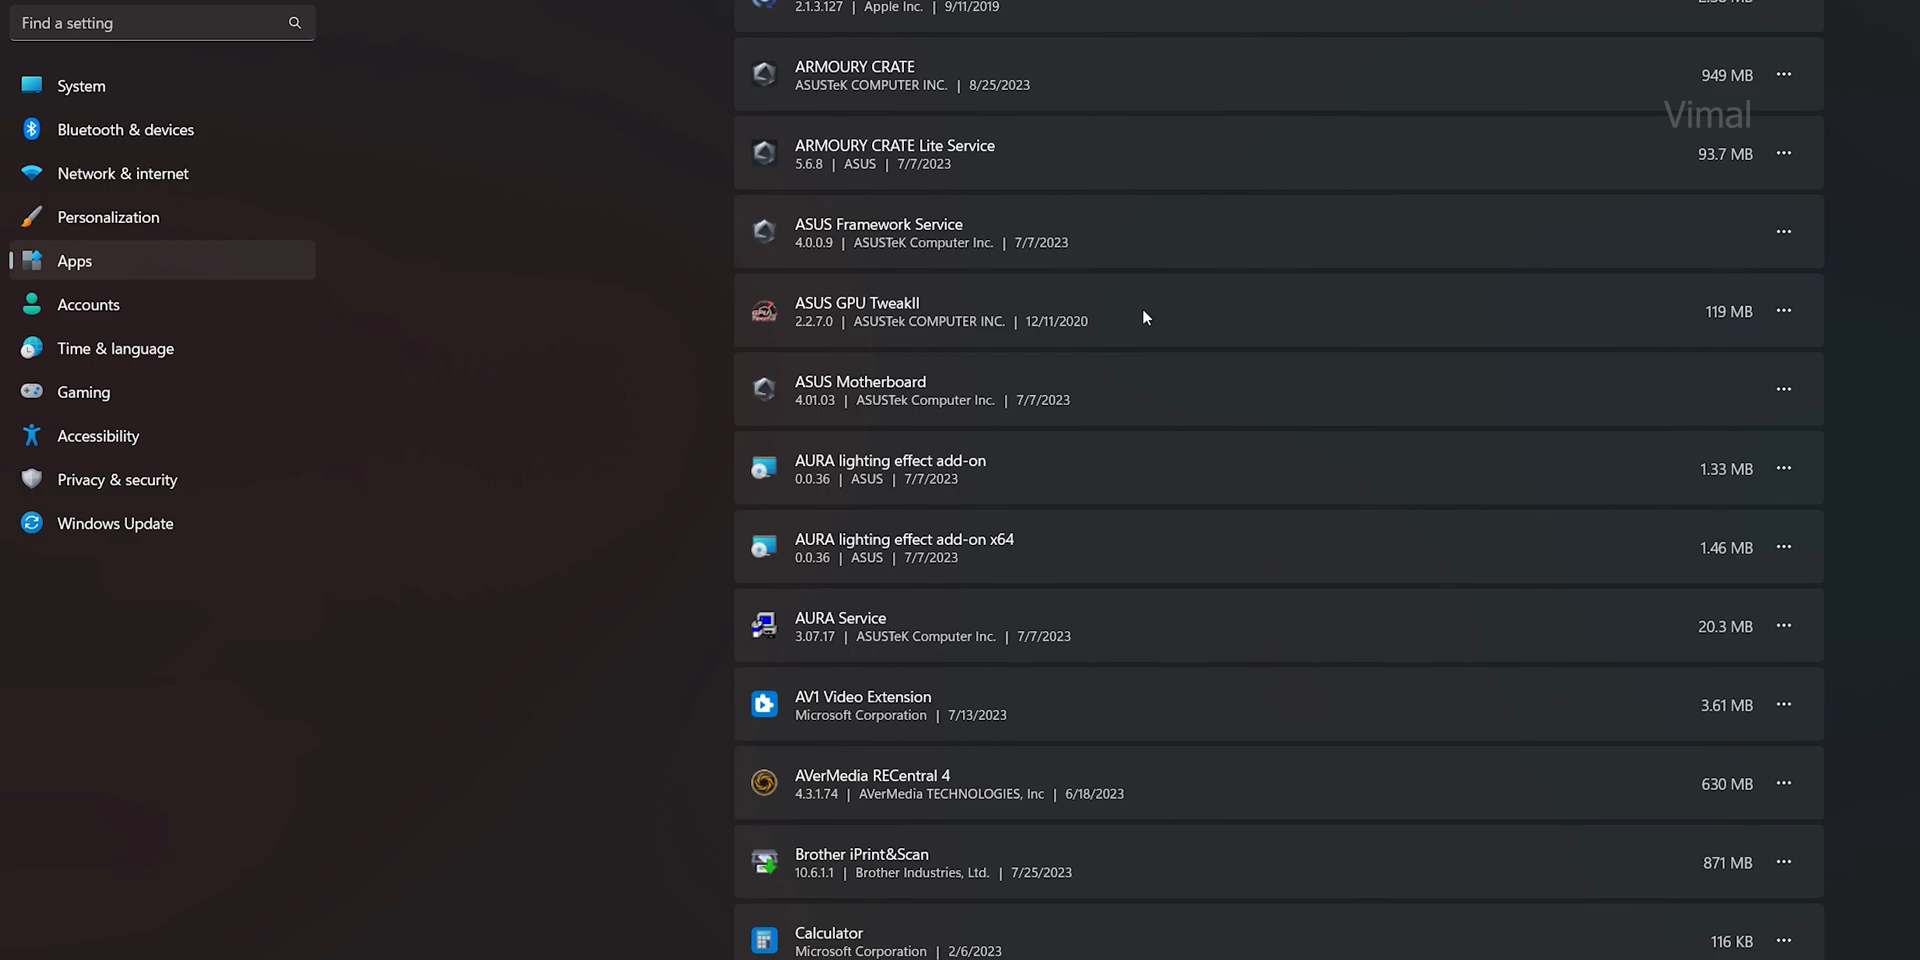 Find a setting
System
Bluetooth & devices
Network & internet
Personalization
Apps
Accounts
Time & language
Gaming
Accessibility
Privacy & security
Windows Update
2.1.3.127 | Apple Inc. | 9/11/2019
ARMOURY CRATE
ASUSTeK COMPUTER INC. | 8/25/2023
949 MB
Vimal
ARMOURY CRATE Lite Service
5.6.8 | ASUS | 7/7/2023
93.7 MB
ASUS Framework Service
4.0.0.9 | ASUSTeK Computer Inc. | 7/7/2023
ASUS GPU TweakII
2.2.7.0 | ASUSTek COMPUTER INC. | 12/11/2020
119 MB
ASUS Motherboard
4.01.03 | ASUSTek Computer Inc. | 7/7/2023
AURA lighting effect add-on
0.0.36 | ASUS | 7/7/2023
1.33 MB
AURA lighting effect add-on x64
0.0.36 | ASUS | 7/7/2023
1.46 MB
AURA Service
3.07.17 | ASUSTeK Computer Inc. | 7/7/2023
20.3 MB
AV1 Video Extension
Microsoft Corporation | 7/13/2023
3.61 MB
AVerMedia RECentral 4
4.3.1.74 | AVerMedia TECHNOLOGIES, Inc | 6/18/2023
630 MB
Brother iPrint&Scan
10.6.1.1 | Brother Industries, Ltd. | 7/25/2023
871 MB
Calculator
Microsoft Corporation | 2/6/2023
116 KB